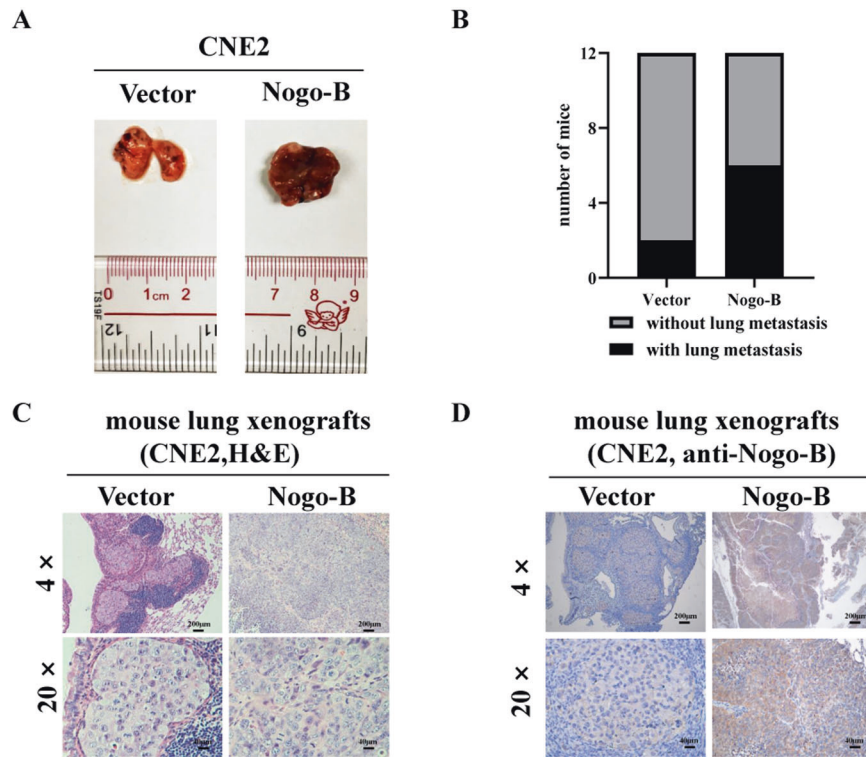 A
CNE2
Vector
Nogo-B
0 1cm 2
TS19F
12 11
7 8 9
9
B
number of mice
12
8
4
0
Vector
Nogo-B
without lung metastasis
with lung metastasis
C
mouse lung xenografts
(CNE2,H&E)
Vector
Nogo-B
4 ×
200μm
200μm
20 ×
40μm
40μm
D
mouse lung xenografts
(CNE2, anti-Nogo-B)
Vector
Nogo-B
4 ×
200μm
200μm
20 ×
40μm
40μm